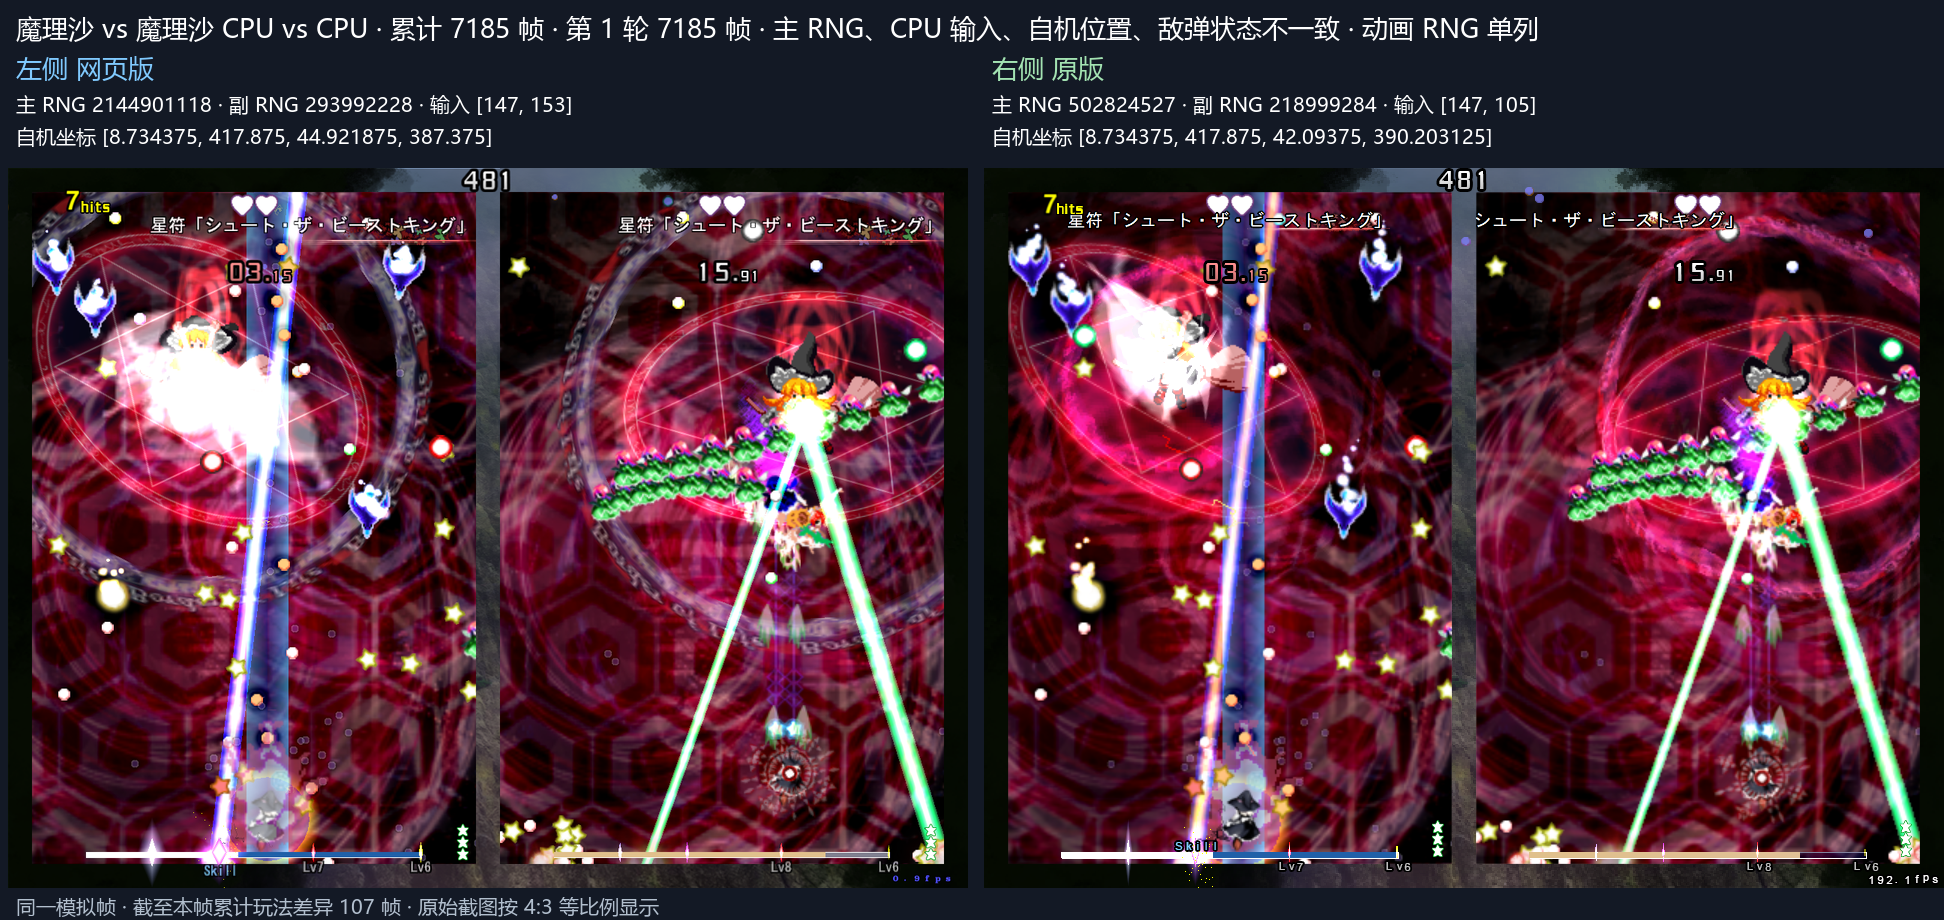 魔理沙 vs 魔理沙 CPU vs CPU · 累计 7185 帧 · 第 1 轮 7185 帧 · 主 RNG、CPU 输入、自机位置、敌弹状态不一致 · 动画 RNG 单列
左侧 网页版
主 RNG 2144901118 · 副 RNG 293992228 · 输入 [147, 153]
自机坐标 [8.734375, 417.875, 44.921875, 387.375]
右侧 原版
主 RNG 502824527 · 副 RNG 218999284 · 输入 [147, 105]
自机坐标 [8.734375, 417.875, 42.09375, 390.203125]
481
7hits
星符「シュート・ザ・ビーストキング」
星符「シュート・ザ・ビーストキング」
03.15
15.91
Skill
Lv7
Lv6
Lv8
Lv6
0.9fps
481
7hits
星符「シュート・ザ・ビーストキング」
シュート・ザ・ビーストキング」
03.15
15.91
Skill
Lv7
Lv6
Lv8
Lv6
192.1fps
同一模拟帧 · 截至本帧累计玩法差异 107 帧 · 原始截图按 4:3 等比例显示